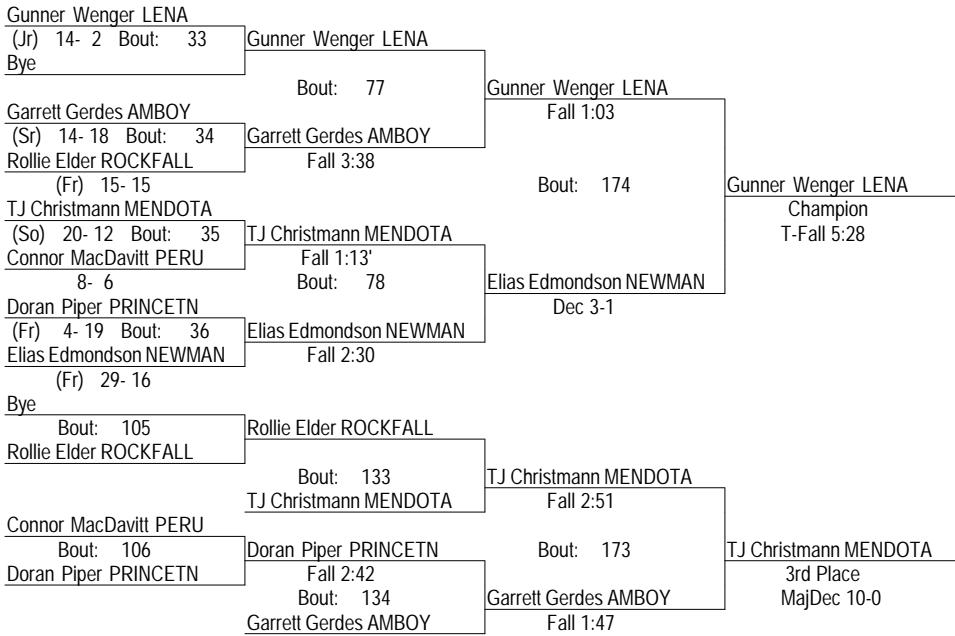 Gunner Wenger LENA
(Jr) 14- 2 Bout: 33 Gunner Wenger LENA
Bye
Bout: 77 Gunner Wenger LENA
Garrett Gerdes AMBOY Fall 1:03
(Sr) 14- 18 Bout: 34 Garrett Gerdes AMBOY
Rollie Elder ROCKFALL Fall 3:38
(Fr) 15- 15 Bout: 174 Gunner Wenger LENA
TJ Christmann MENDOTA Champion
(So) 20- 12 Bout: 35 TJ Christmann MENDOTA T-Fall 5:28
Connor MacDavitt PERU Fall 1:13'
8- 6 Bout: 78 Elias Edmondson NEWMAN
Doran Piper PRINCETN Dec 3-1
(Fr) 4- 19 Bout: 36 Elias Edmondson NEWMAN
Elias Edmondson NEWMAN Fall 2:30
(Fr) 29- 16
Bye
Bout: 105 Rollie Elder ROCKFALL
Rollie Elder ROCKFALL
Bout: 133 TJ Christmann MENDOTA
TJ Christmann MENDOTA Fall 2:51
Connor MacDavitt PERU
Bout: 106 Doran Piper PRINCETN Bout: 173 TJ Christmann MENDOTA
Doran Piper PRINCETN Fall 2:42 3rd Place
Bout: 134 Garrett Gerdes AMBOY MajDec 10-0
Garrett Gerdes AMBOY Fall 1:47